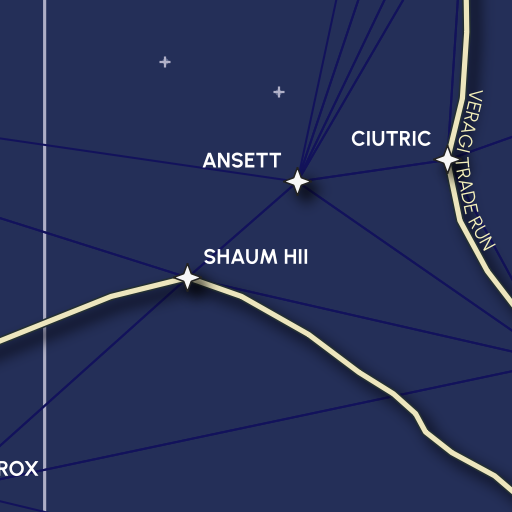 CIUTRIC
ANSETT
VERAGI TRADE RUN
SHAUM HII
ROX